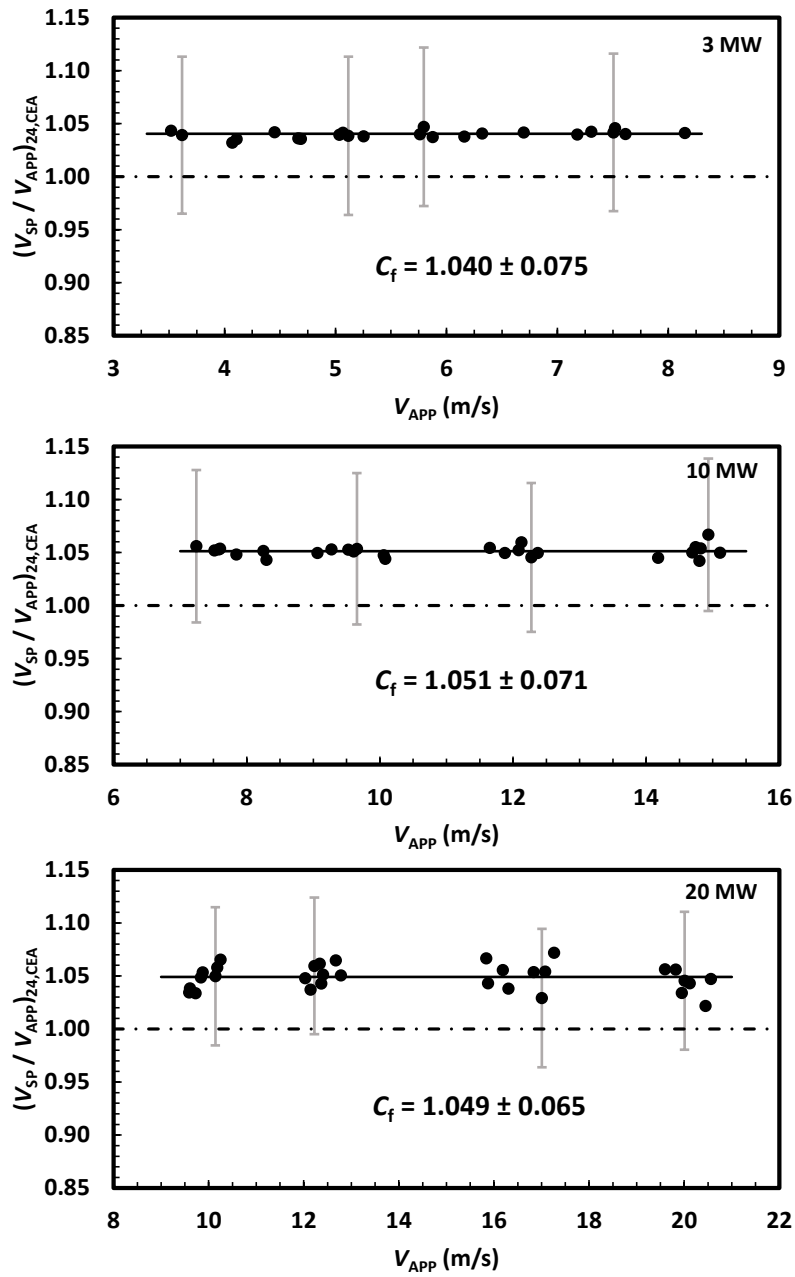 3 MW
(VSP / VAPP)24,CEA
1.15
1.10
1.05
1.00
0.95
0.90
0.85
Cf = 1.040 ± 0.075
3 4 5 6 7 8 9
VAPP (m/s)
10 MW
(VSP / VAPP)24,CEA
1.15
1.10
1.05
1.00
0.95
0.90
0.85
Cf = 1.051 ± 0.071
6 8 10 12 14 16
VAPP (m/s)
20 MW
(VSP / VAPP)24,CEA
1.15
1.10
1.05
1.00
0.95
0.90
0.85
Cf = 1.049 ± 0.065
8 10 12 14 16 18 20 22
VAPP (m/s)